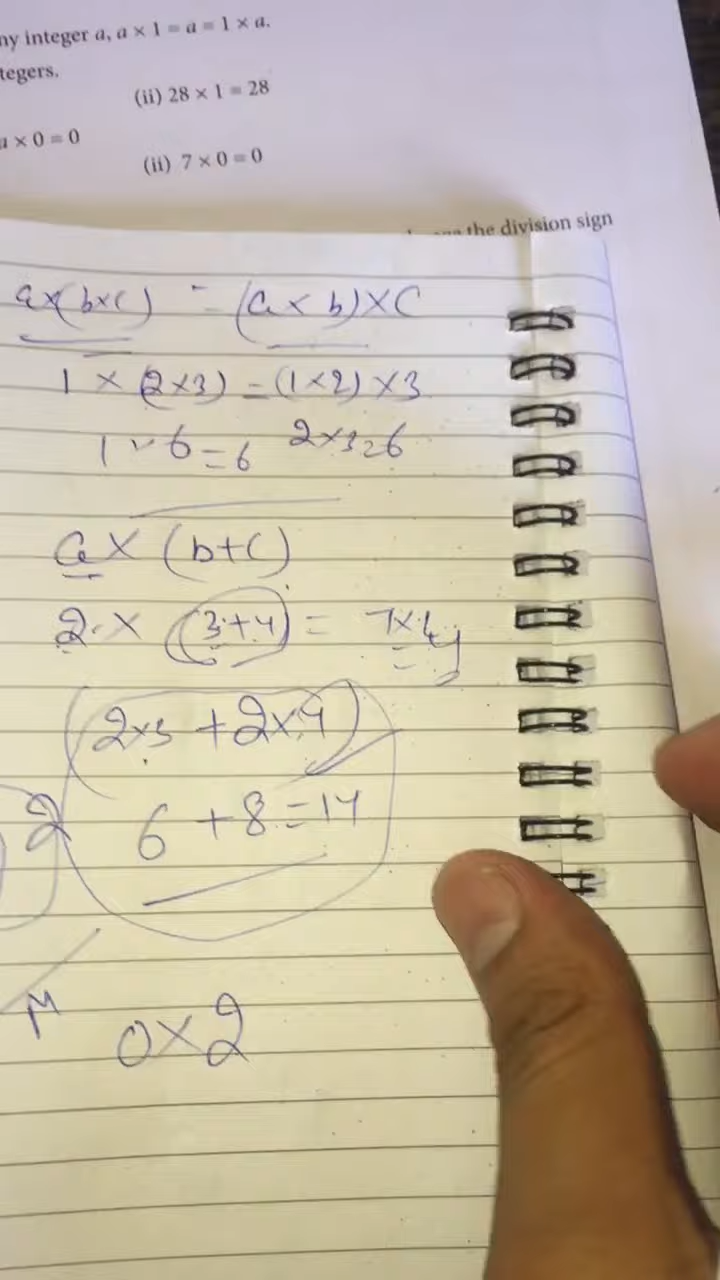 ny integer a, a × 1 = a = 1 × a.
tegers.
(ii) 28 × 1 = 28
a × 0 = 0
(ii) 7 × 0 = 0
the division sign
a×(b×c) = (a × b)×C
1 × (2×3) = (1×2) ×3
1 × 6 = 6 2×3=6
a× (b+c)
2 × (3+4) =
(2×3 + 2×4)
2 6 +8=14
0×2